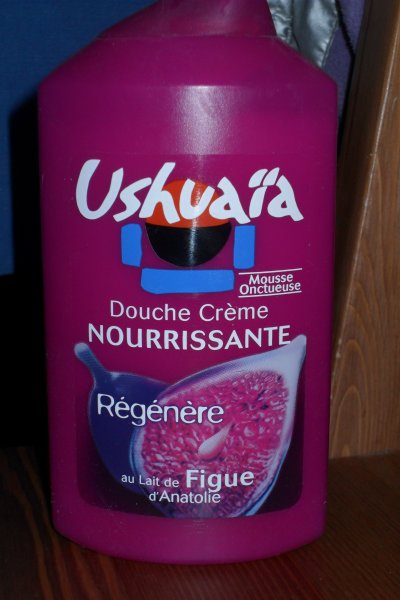 Ushuaïa
Mousse
Onctueuse
Douche Crème
NOURRISSANTE
Régénère
au Lait de Figue
d'Anatolie